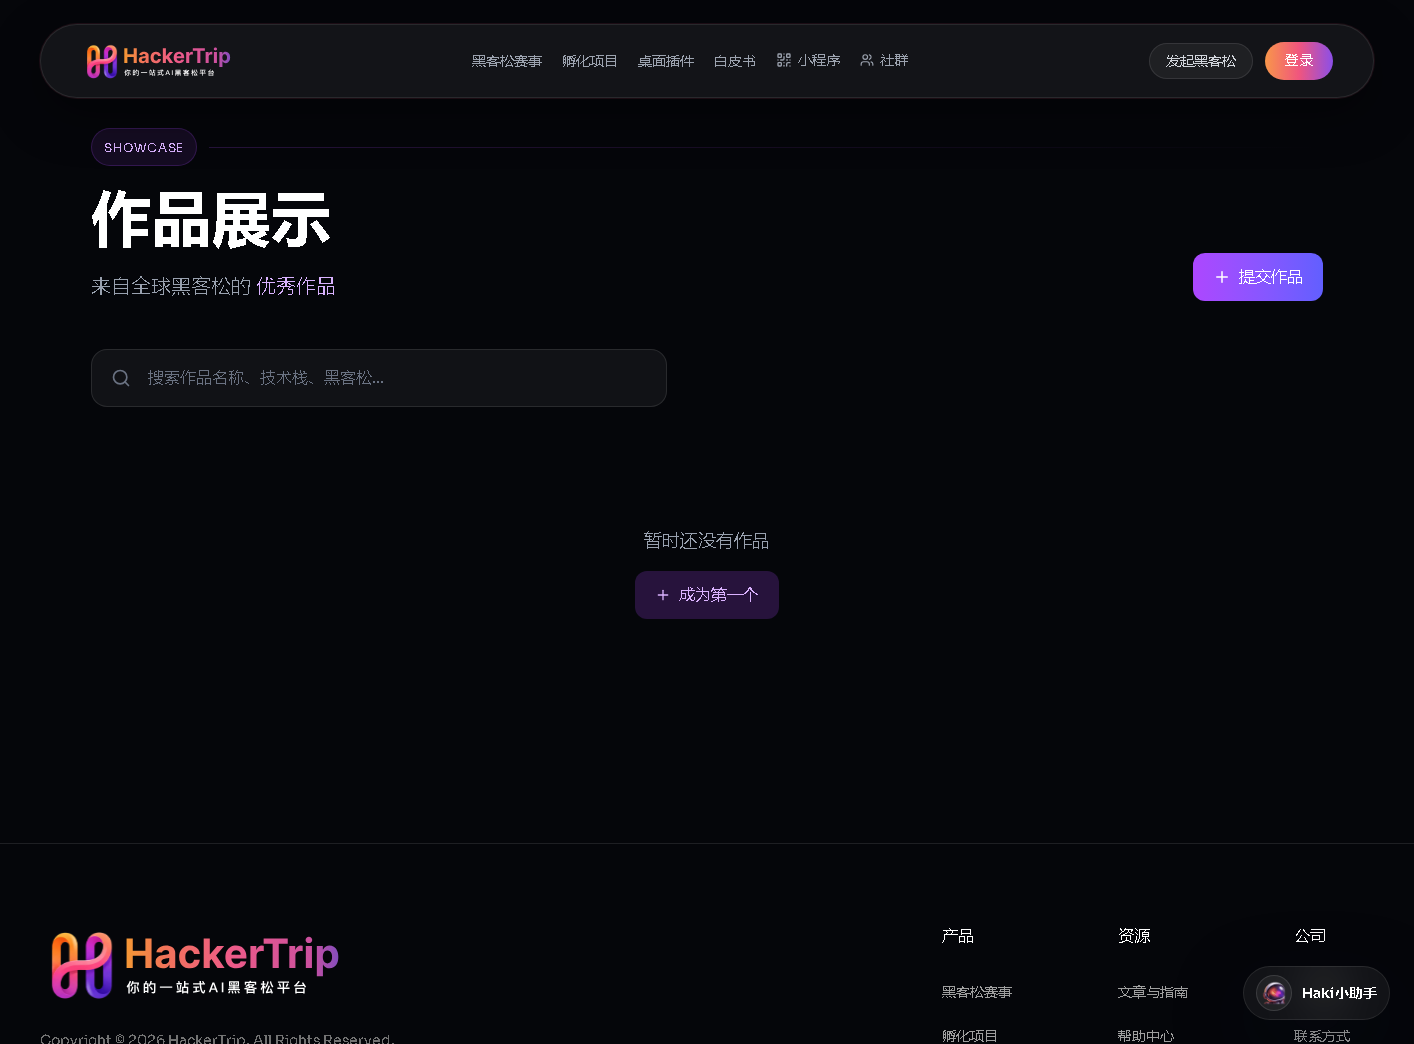 HackerTrip
你的一站式AI黑客松平台
黑客松赛事 孵化项目 桌面插件 白皮书 小程序 社群
发起黑客松 登录
SHOWCASE
作品展示
来自全球黑客松的 优秀作品
提交作品
搜索作品名称、技术栈、黑客松...
暂时还没有作品
成为第一个
HackerTrip
你的一站式AI黑客松平台
产品 资源 公司
黑客松赛事 文章与指南
Haki小助手
孵化项目 帮助中心 联系方式
Copyright © 2026 HackerTrip. All Rights Reserved.